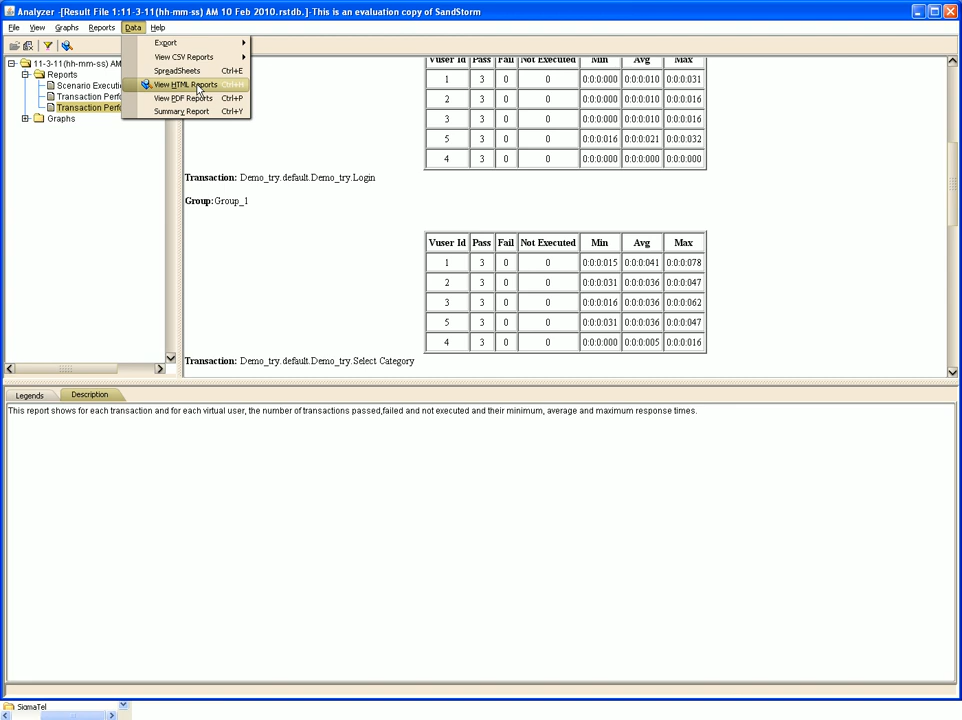 Analyzer -[Result File 1:11-3-11(hh-mm-ss) AM 10 Feb 2010.rstdb.]-This is an evaluation copy of SandStorm
File View Graphs Reports Data Help
Export
View CSV Reports
SpreadSheets Ctrl+E
View HTML Reports Ctrl+H
View PDF Reports Ctrl+P
Summary Report Ctrl+Y
11-3-11(hh-mm-ss) AM
Reports
Scenario Executi
Transaction Perfo
Transaction Perfo
Graphs
Vuser Id Pass Fail Not Executed Min Avg Max
1 3 0 0 0:0:0:000 0:0:0:010 0:0:0:031
2 3 0 0 0:0:0:000 0:0:0:010 0:0:0:016
3 3 0 0 0:0:0:000 0:0:0:010 0:0:0:016
5 3 0 0 0:0:0:016 0:0:0:021 0:0:0:032
4 3 0 0 0:0:0:000 0:0:0:000 0:0:0:000
Transaction: Demo_try.default.Demo_try.Login
Group:Group_1
Vuser Id Pass Fail Not Executed Min Avg Max
1 3 0 0 0:0:0:015 0:0:0:041 0:0:0:078
2 3 0 0 0:0:0:031 0:0:0:036 0:0:0:047
3 3 0 0 0:0:0:016 0:0:0:036 0:0:0:062
5 3 0 0 0:0:0:031 0:0:0:036 0:0:0:047
4 3 0 0 0:0:0:000 0:0:0:005 0:0:0:016
Transaction: Demo_try.default.Demo_try.Select Category
Legends Description
This report shows for each transaction and for each virtual user, the number of transactions passed,failed and not executed and their minimum, average and maximum response times.
SigmaTel